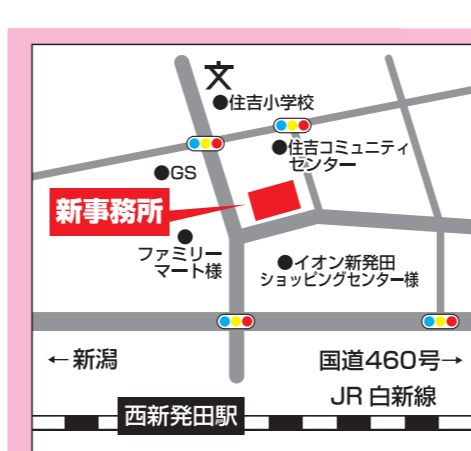 文
●住吉小学校
●住吉コミュニティ
センター
●GS
新事務所
ファミリー
マート様
●イオン新発田
ショッピングセンター様
←新潟
国道460号→
JR 白新線
西新発田駅